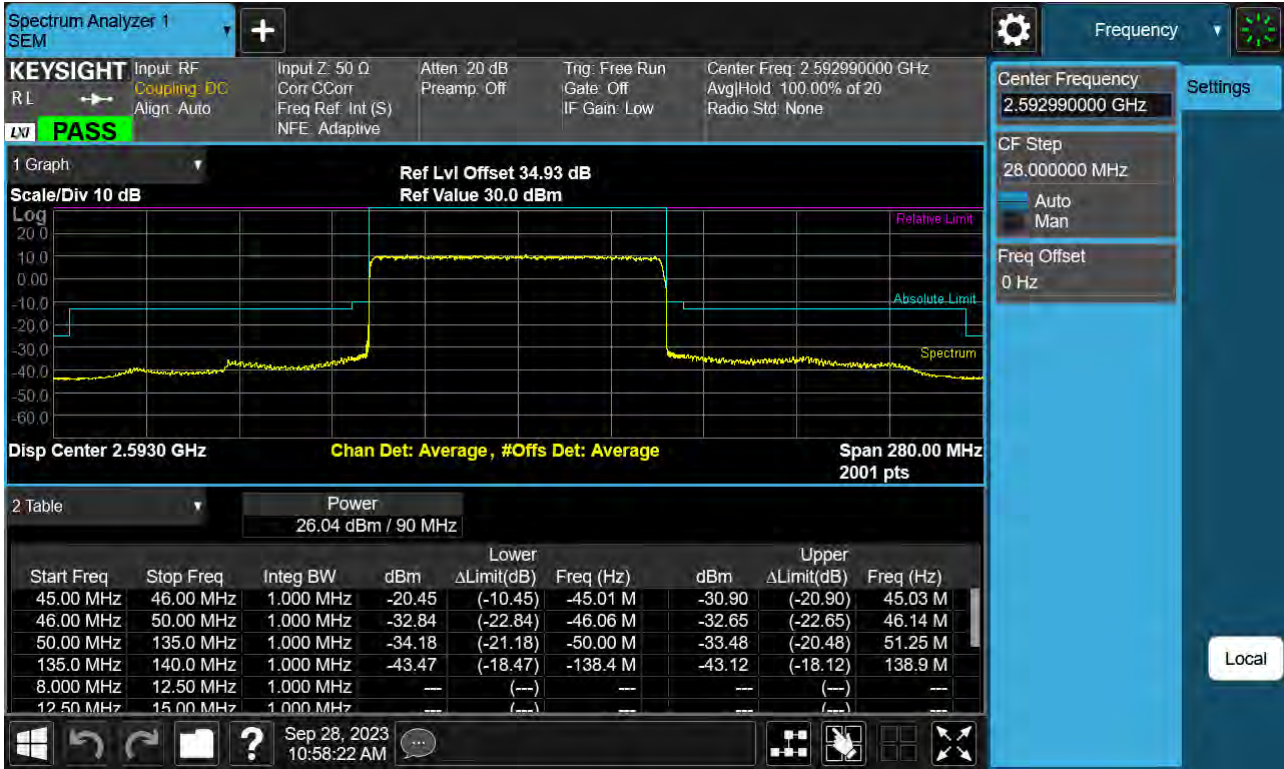 Spectrum Analyzer 1
SEM
Frequency
KEYSIGHT
Input: RF
Coupling: DC
Align: Auto
Input Z: 50 Ω
Corr CCorr
Freq Ref: Int (S)
NFE: Adaptive
Atten: 20 dB
Preamp: Off
Trig: Free Run
Gate: Off
IF Gain: Low
Center Freq: 2.592990000 GHz
Avg|Hold: 100.00% of 20
Radio Std: None
R L
LXI PASS
Center Frequency
2.592990000 GHz
Settings
CF Step
28.000000 MHz
Auto
Man
Freq Offset
0 Hz
Local
1 Graph
Scale/Div 10 dB
Ref Lvl Offset 34.93 dB
Ref Value 30.0 dBm
Log
20.0
10.0
0.00
-10.0
-20.0
-30.0
-40.0
-50.0
-60.0
Relative Limit
Absolute Limit
Spectrum
Disp Center 2.5930 GHz
Chan Det: Average , #Offs Det: Average
Span 280.00 MHz
2001 pts
2 Table
Power
26.04 dBm / 90 MHz
Lower Upper
Start Freq Stop Freq Integ BW dBm ΔLimit(dB) Freq (Hz) dBm ΔLimit(dB) Freq (Hz)
45.00 MHz 46.00 MHz 1.000 MHz -20.45 (-10.45) -45.01 M -30.90 (-20.90) 45.03 M
46.00 MHz 50.00 MHz 1.000 MHz -32.84 (-22.84) -46.06 M -32.65 (-22.65) 46.14 M
50.00 MHz 135.0 MHz 1.000 MHz -34.18 (-21.18) -50.00 M -33.48 (-20.48) 51.25 M
135.0 MHz 140.0 MHz 1.000 MHz -43.47 (-18.47) -138.4 M -43.12 (-18.12) 138.9 M
8.000 MHz 12.50 MHz 1.000 MHz --- (---) --- --- (---) ---
12.50 MHz 15.00 MHz 1.000 MHz --- (---) --- --- (---) ---
Sep 28, 2023
10:58:22 AM